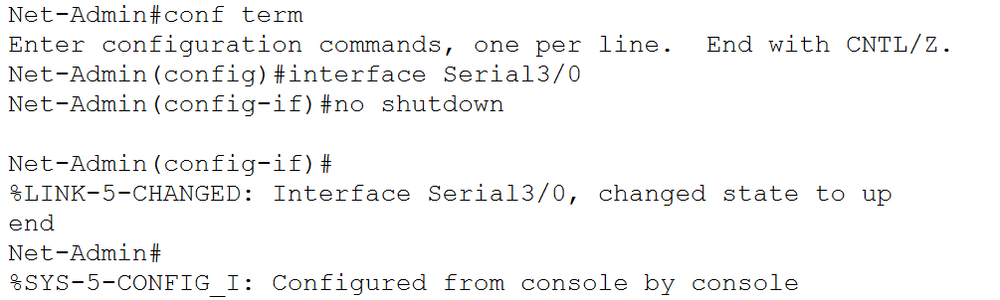 Net-Admin#conf term
Enter configuration commands, one per line.  End with CNTL/Z.
Net-Admin(config)#interface Serial3/0
Net-Admin(config-if)#no shutdown

Net-Admin(config-if)#
%LINK-5-CHANGED: Interface Serial3/0, changed state to up
end
Net-Admin#
%SYS-5-CONFIG_I: Configured from console by console